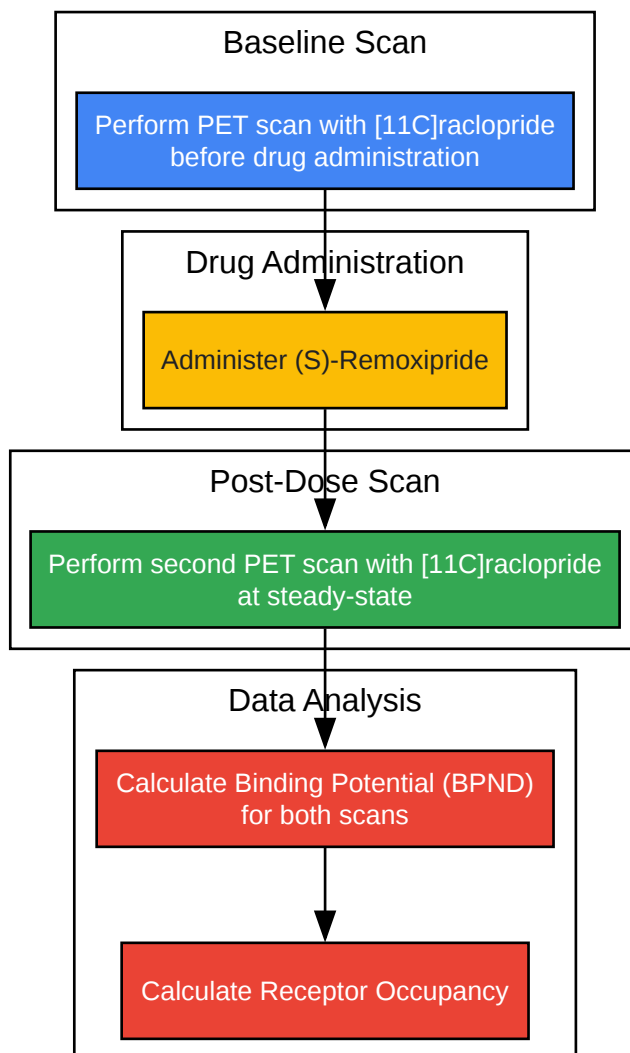 Baseline Scan
Perform PET scan with [11C]raclopride
before drug administration
Drug Administration
Administer (S)-Remoxipride
Post-Dose Scan
Perform second PET scan with [11C]raclopride
at steady-state
Data Analysis
Calculate Binding Potential (BPND)
for both scans
Calculate Receptor Occupancy